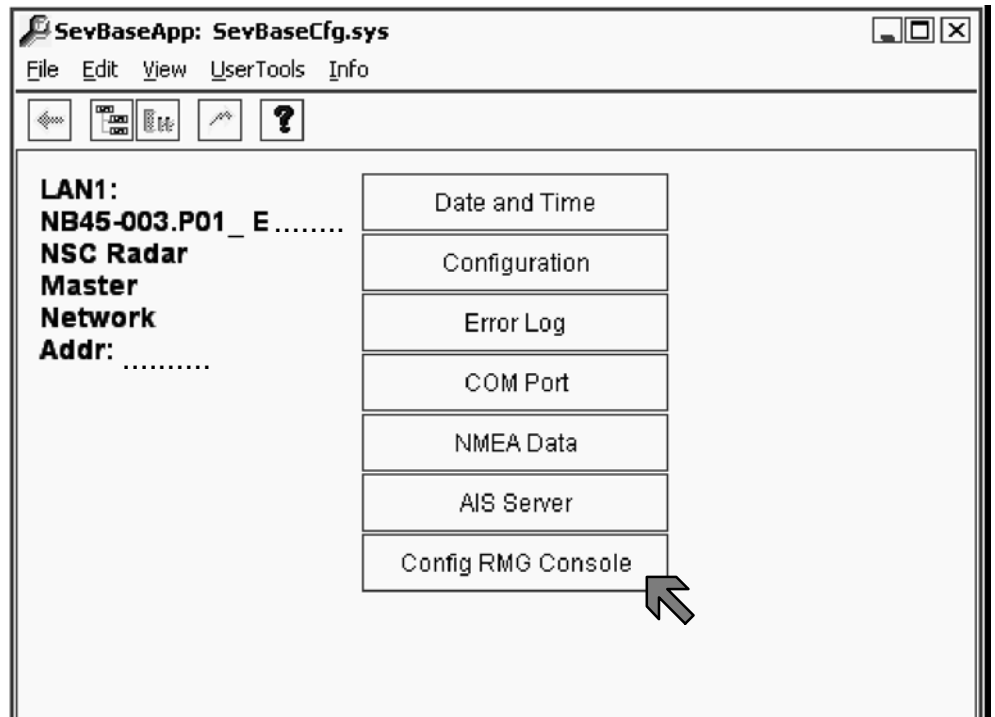 SevBaseApp: SevBaseCfg.sys
File Edit View UserTools Info
?
LAN1:
NB45-003.P01_ E ........
NSC Radar
Master
Network
Addr: ..........
Date and Time
Configuration
Error Log
COM Port
NMEA Data
AIS Server
Config RMG Console